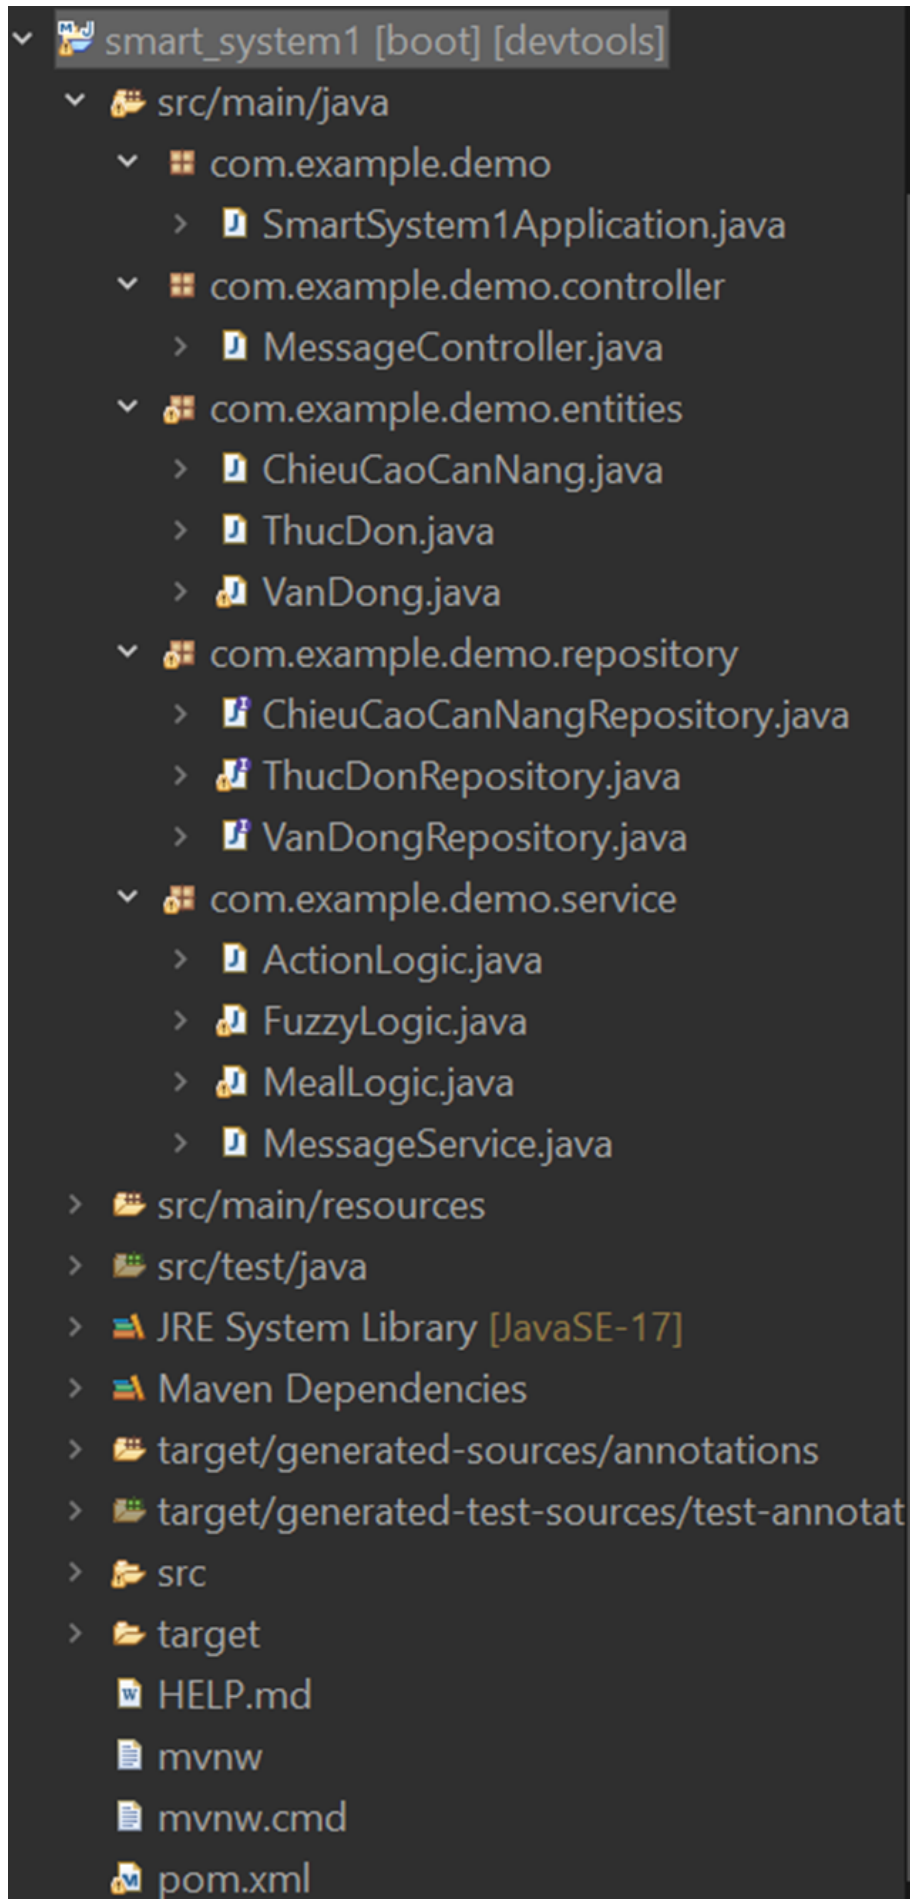 smart_system1 [boot] [devtools]
src/main/java
com.example.demo
SmartSystem1Application.java
com.example.demo.controller
MessageController.java
com.example.demo.entities
ChieuCaoCanNang.java
ThucDon.java
VanDong.java
com.example.demo.repository
ChieuCaoCanNangRepository.java
ThucDonRepository.java
VanDongRepository.java
com.example.demo.service
ActionLogic.java
FuzzyLogic.java
MealLogic.java
MessageService.java
src/main/resources
src/test/java
JRE System Library [JavaSE-17]
Maven Dependencies
target/generated-sources/annotations
target/generated-test-sources/test-annotat
src
target
HELP.md
mvnw
mvnw.cmd
pom.xml